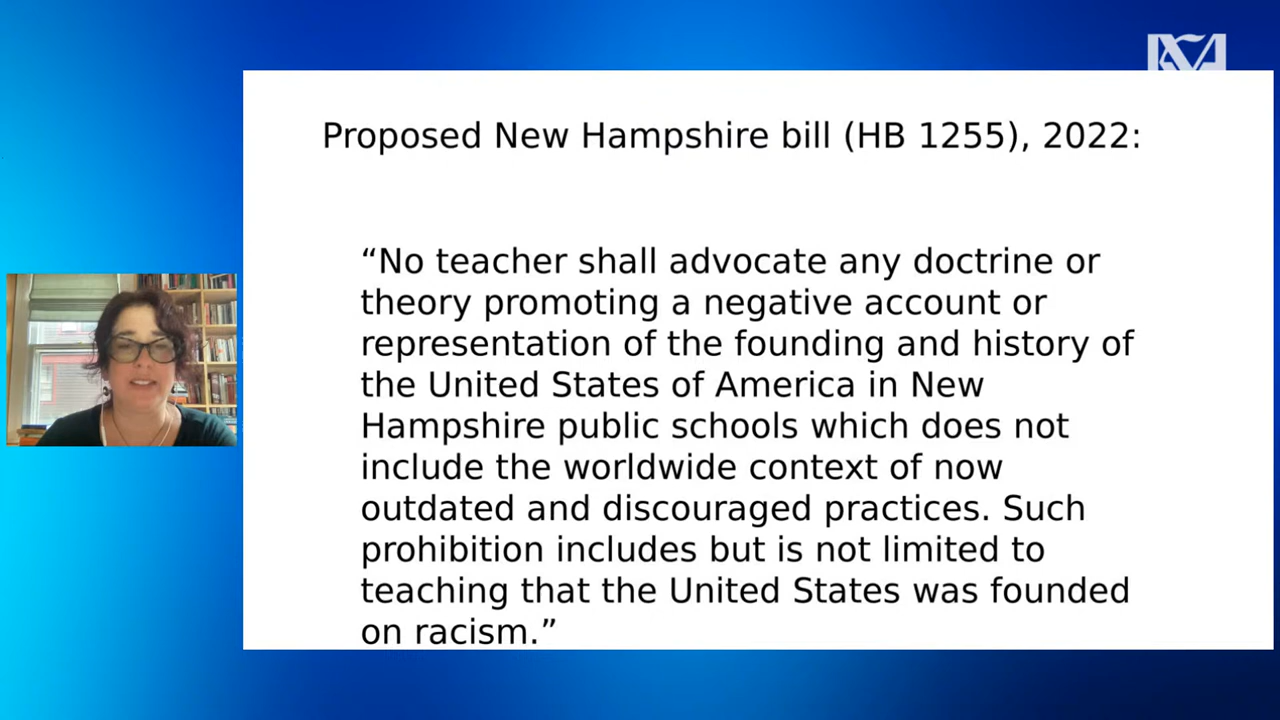 Proposed New Hampshire bill (HB 1255), 2022:
“No teacher shall advocate any doctrine or
theory promoting a negative account or
representation of the founding and history of
the United States of America in New
Hampshire public schools which does not
include the worldwide context of now
outdated and discouraged practices. Such
prohibition includes but is not limited to
teaching that the United States was founded
on racism.”